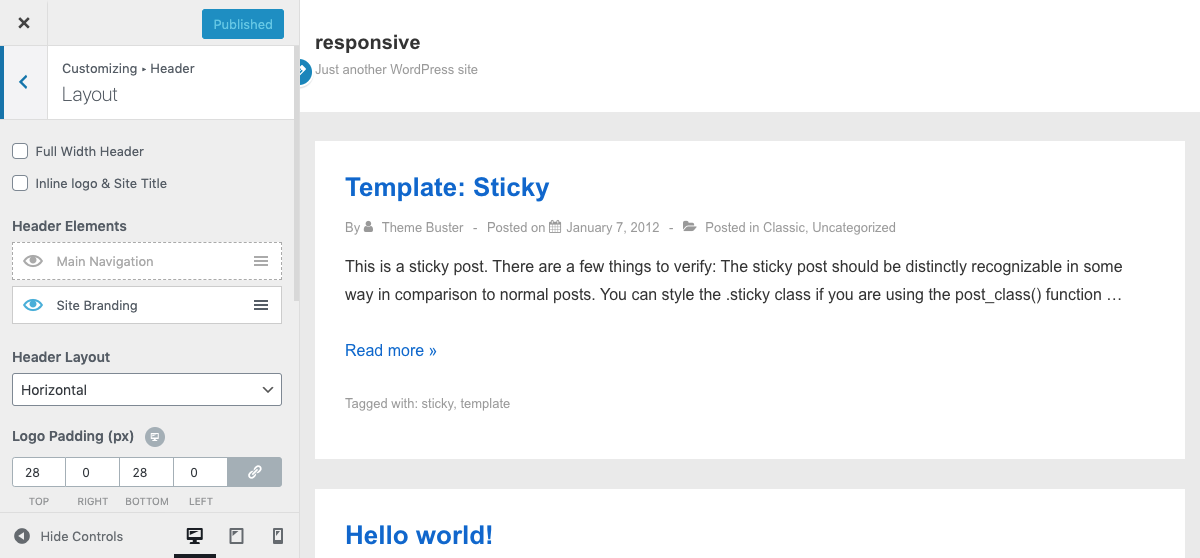 Published
Customizing ▸ Header
Layout
Full Width Header
Inline logo & Site Title
Header Elements
Main Navigation
Site Branding
Header Layout
Horizontal
Logo Padding (px)
28 0 28 0
TOP RIGHT BOTTOM LEFT
Hide Controls
responsive
Just another WordPress site
Template: Sticky
By Theme Buster - Posted on January 7, 2012 - Posted in Classic, Uncategorized
This is a sticky post. There are a few things to verify: The sticky post should be distinctly recognizable in some
way in comparison to normal posts. You can style the .sticky class if you are using the post_class() function …
Read more »
Tagged with: sticky, template
Hello world!